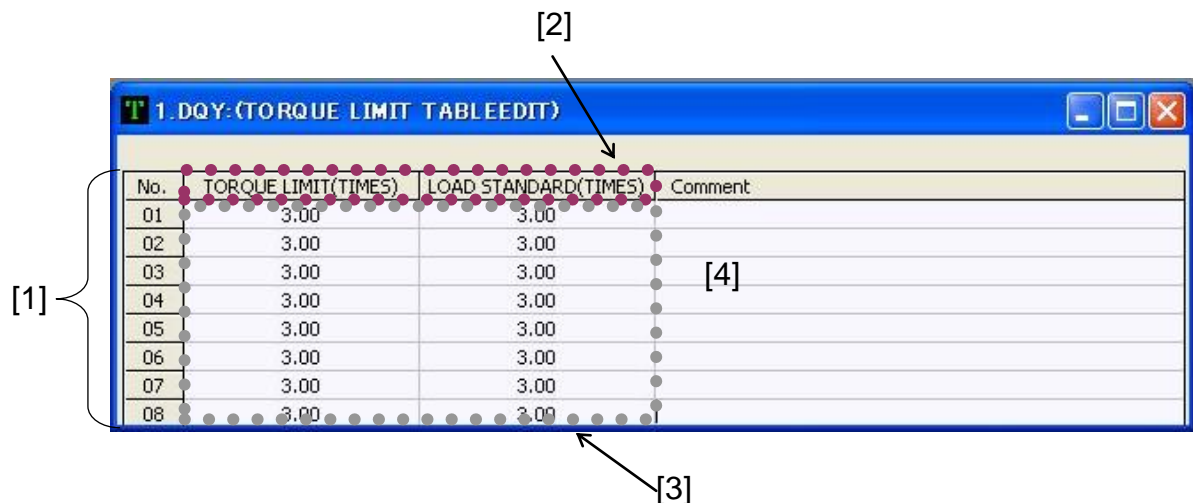 [2]
T 1.DQY:(TORQUE LIMIT TABLEEDIT)
No. TORQUE LIMIT(TIMES) LOAD STANDARD(TIMES) Comment
01 3.00 3.00
02 3.00 3.00
03 3.00 3.00
[4]
04 3.00 3.00
[1]
05 3.00 3.00
06 3.00 3.00
07 3.00 3.00
08 3.00 3.00
[3]